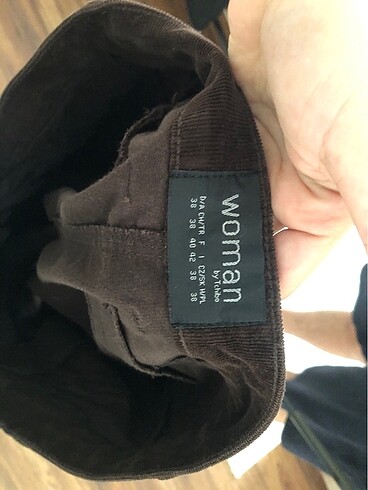 woman
by Tchibo
D/A CH/TR F I CZ/SK H/PL
38 38 40 42 38 38